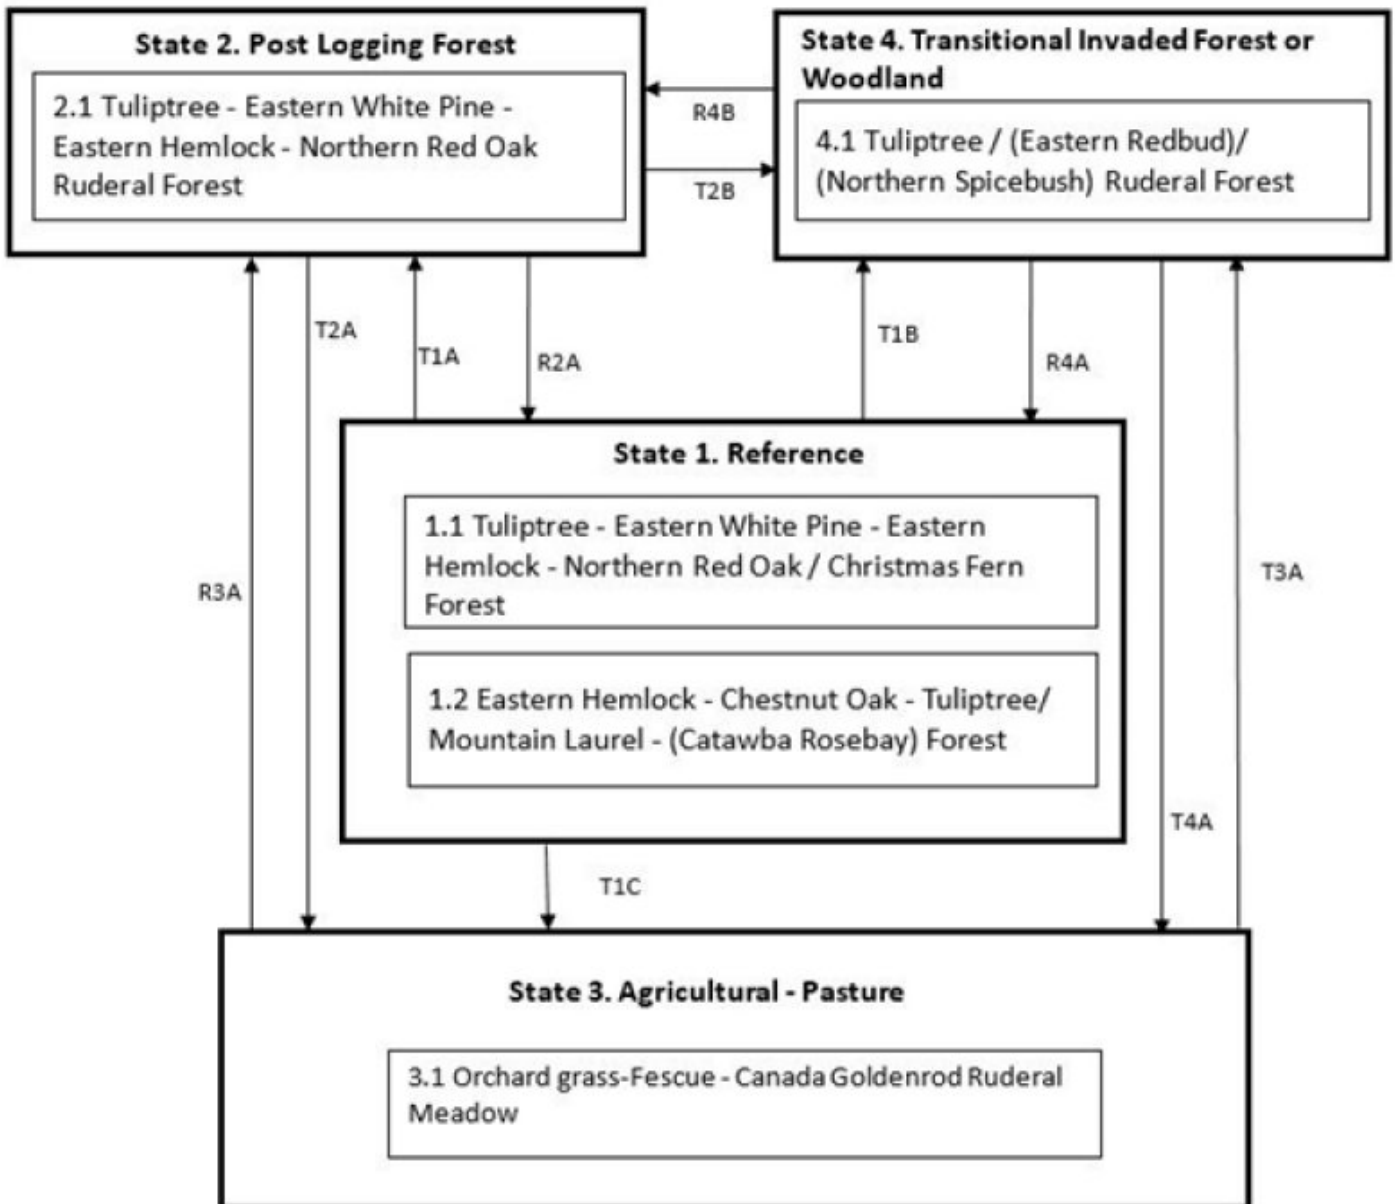 State 2. Post Logging Forest
2.1 Tuliptree - Eastern White Pine -
Eastern Hemlock - Northern Red Oak
Ruderal Forest
State 4. Transitional Invaded Forest or
Woodland
4.1 Tuliptree / (Eastern Redbud)/
(Northern Spicebush) Ruderal Forest
R4B
T2B
T2A
T1A
R2A
T1B
R4A
State 1. Reference
1.1 Tuliptree - Eastern White Pine - Eastern
Hemlock - Northern Red Oak / Christmas Fern
Forest
1.2 Eastern Hemlock - Chestnut Oak - Tuliptree/
Mountain Laurel - (Catawba Rosebay) Forest
R3A
T3A
T4A
T1C
State 3. Agricultural - Pasture
3.1 Orchard grass-Fescue - Canada Goldenrod Ruderal
Meadow